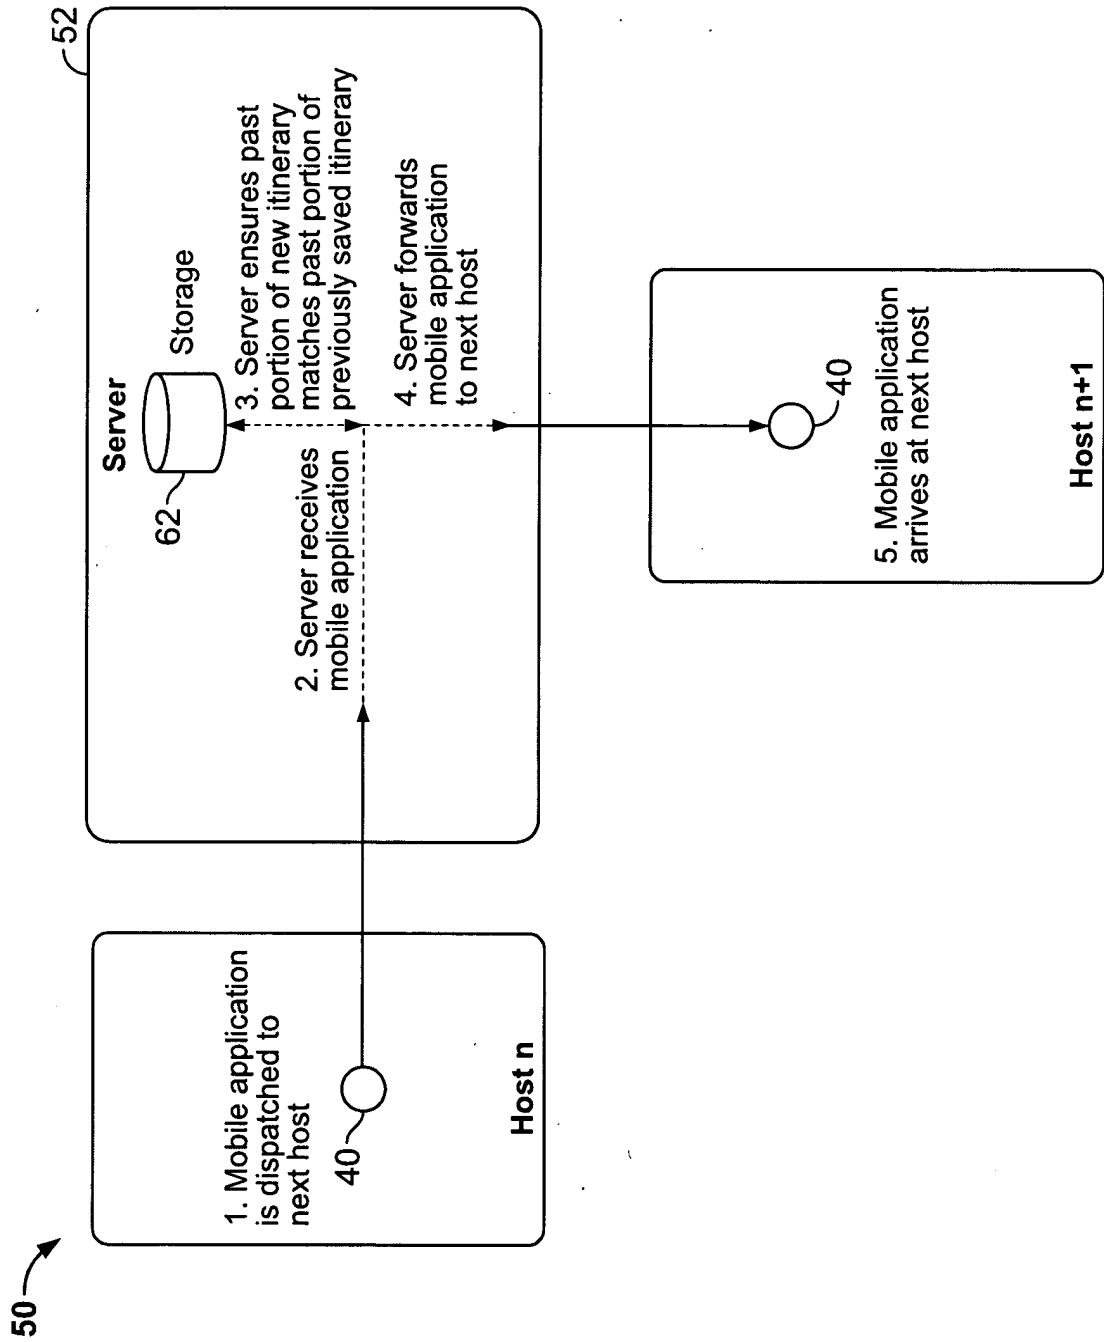 50
1. Mobile application
is dispatched to
next host
40
Host n
52
Server
62
Storage
2. Server receives
mobile application
3. Server ensures past
portion of new itinerary
matches past portion of
previously saved itinerary
4. Server forwards
mobile application
to next host
5. Mobile application
arrives at next host
40
Host n+1